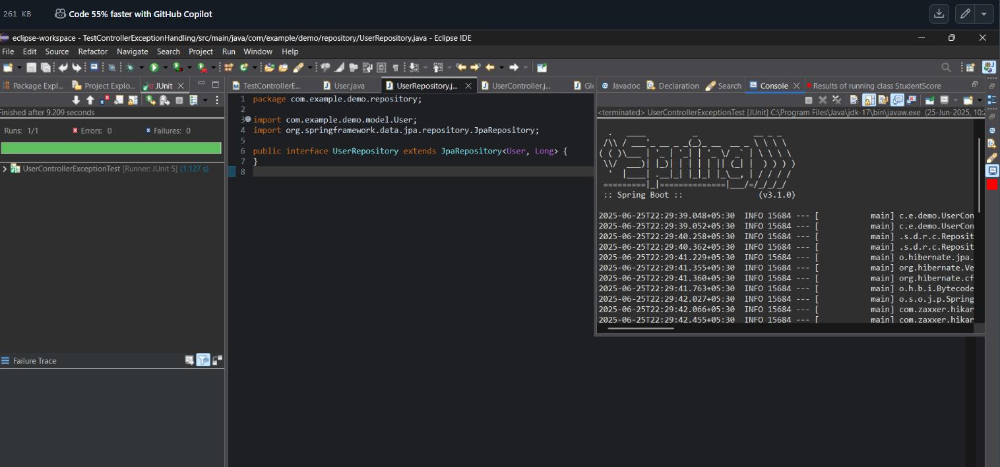 261 KB Code 55% faster with GitHub Copilot
eclipse-workspace - TestControllerExceptionHandling/src/main/java/com/example/demo/repository/UserRepository.java - Eclipse IDE
File Edit Source Refactor Navigate Search Project Run Window Help
Package Expl... Project Explo... JUnit
Finished after 9.209 seconds
Runs: 1/1 Errors: 0 Failures: 0
UserControllerExceptionTest [Runner: JUnit 5] (1.127 s)
Failure Trace
TestControllerE... User.java UserRepository.j... UserController.j... Gl
1 package com.example.demo.repository;
2
3 import com.example.demo.model.User;
4 import org.springframework.data.jpa.repository.JpaRepository;
5
6 public interface UserRepository extends JpaRepository<User, Long> {
7 }
8
Javadoc Declaration Search Console Results of running class StudentScore
<terminated> UserControllerExceptionTest [JUnit] C:\Program Files\Java\jdk-17\bin\javaw.exe (25-Jun-2025, 10:2
:: Spring Boot :: (v3.1.0)
2025-06-25T22:29:39.048+05:30 INFO 15684 --- [ main] c.e.demo.UserCon
2025-06-25T22:29:39.052+05:30 INFO 15684 --- [ main] c.e.demo.UserCon
2025-06-25T22:29:40.258+05:30 INFO 15684 --- [ main] .s.d.r.c.Reposit
2025-06-25T22:29:40.362+05:30 INFO 15684 --- [ main] .s.d.r.c.Reposit
2025-06-25T22:29:41.229+05:30 INFO 15684 --- [ main] o.hibernate.jpa.
2025-06-25T22:29:41.355+05:30 INFO 15684 --- [ main] org.hibernate.Ve
2025-06-25T22:29:41.360+05:30 INFO 15684 --- [ main] org.hibernate.cf
2025-06-25T22:29:41.763+05:30 INFO 15684 --- [ main] o.h.b.i.Bytecode
2025-06-25T22:29:42.027+05:30 INFO 15684 --- [ main] o.s.o.j.p.Spring
2025-06-25T22:29:42.066+05:30 INFO 15684 --- [ main] com.zaxxer.hikar
2025-06-25T22:29:42.455+05:30 INFO 15684 --- [ main] com.zaxxer.hikar